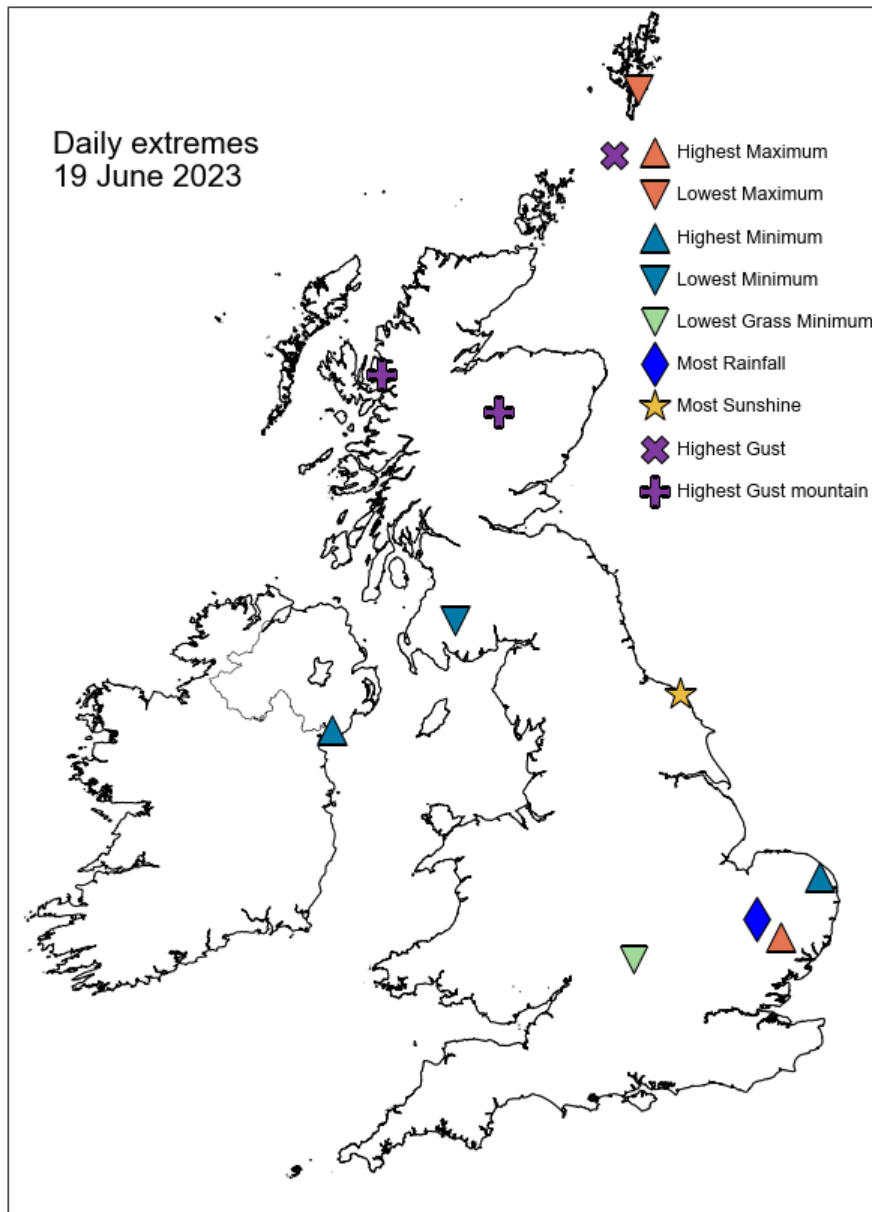 Daily extremes
19 June 2023
Highest Maximum
Lowest Maximum
Highest Minimum
Lowest Minimum
Lowest Grass Minimum
Most Rainfall
Most Sunshine
Highest Gust
Highest Gust mountain